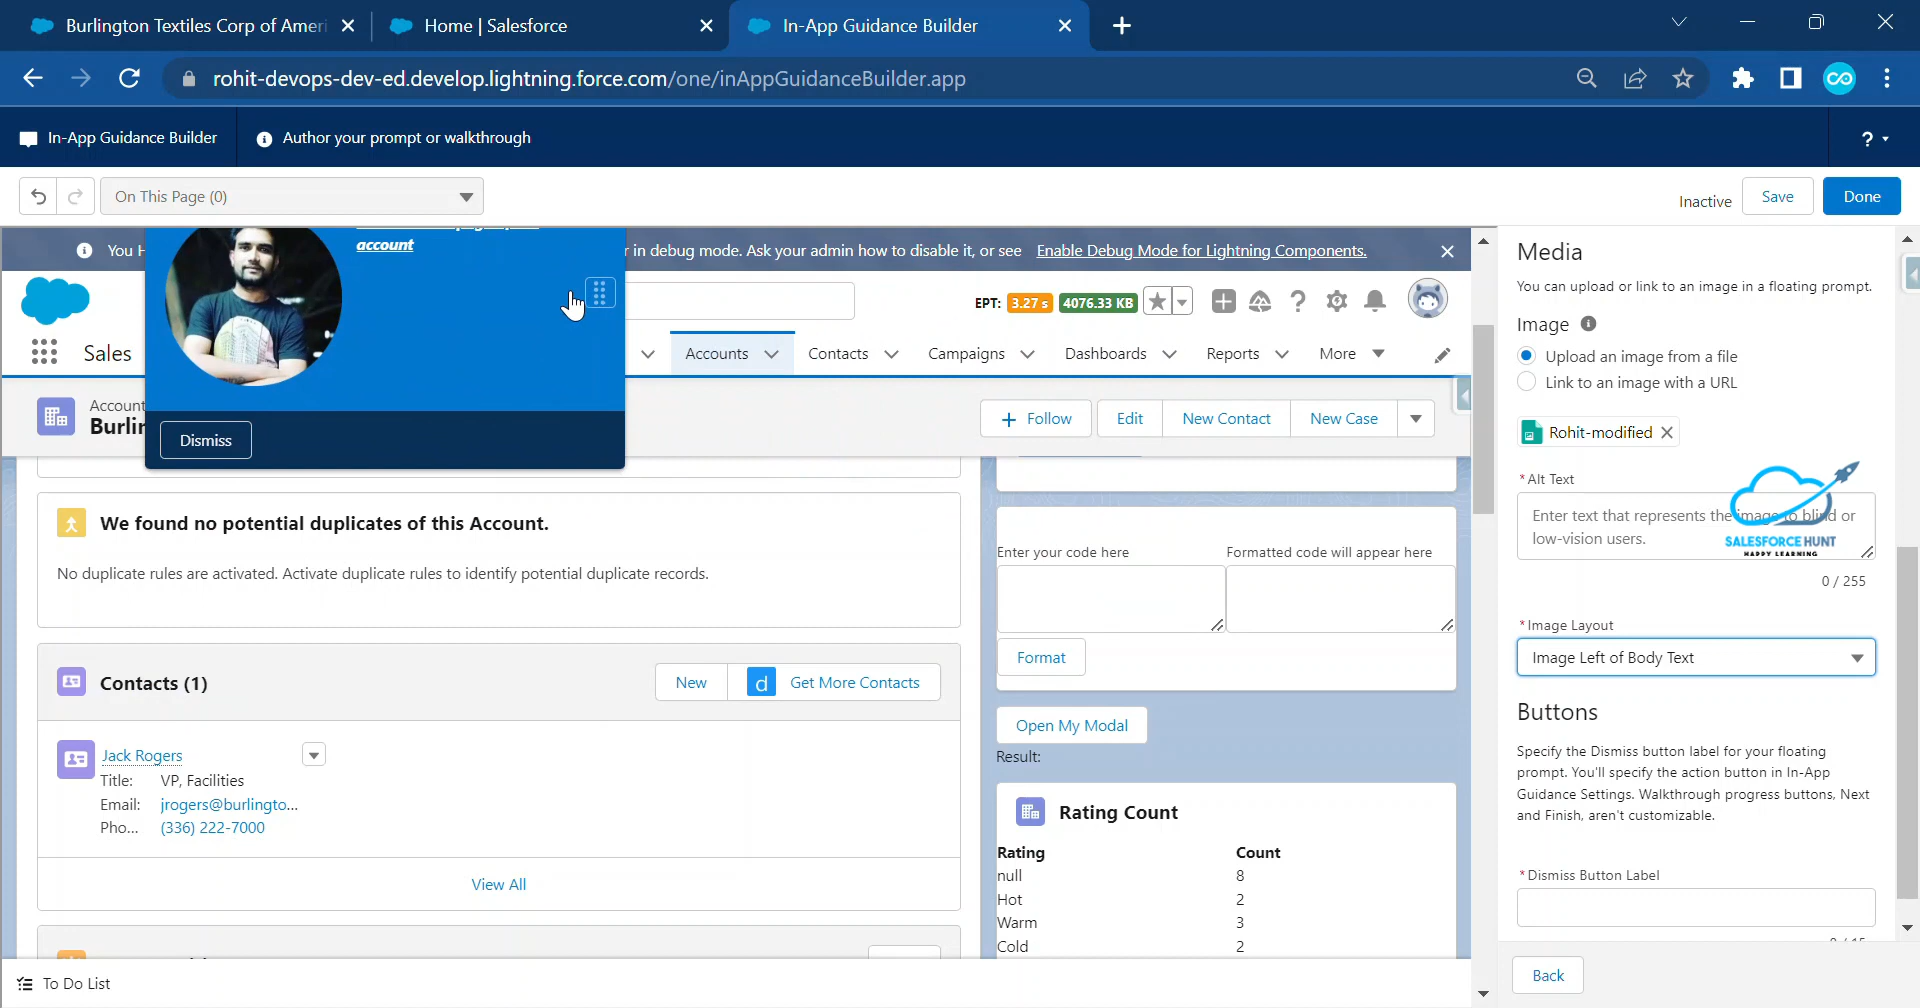 Burlington Textiles Corp of Ameri
Home | Salesforce
In-App Guidance Builder
rohit-devops-dev-ed.develop.lightning.force.com/one/inAppGuidanceBuilder.app
In-App Guidance Builder
Author your prompt or walkthrough
?
On This Page (0)
Inactive
Save
Done
You H
r in debug mode. Ask your admin how to disable it, or see Enable Debug Mode for Lightning Components.
account
Dismiss
EPT: 3.27 s 4076.33 KB
Sales
Accounts
Contacts
Campaigns
Dashboards
Reports
More
Account
Burlin
Follow
Edit
New Contact
New Case
We found no potential duplicates of this Account.
No duplicate rules are activated. Activate duplicate rules to identify potential duplicate records.
Contacts (1)
New
d Get More Contacts
Jack Rogers
Title: VP, Facilities
Email: jrogers@burlingto...
Pho... (336) 222-7000
View All
Enter your code here
Formatted code will appear here
Format
Open My Modal
Result:
Rating Count
Rating Count
null 8
Hot 2
Warm 3
Cold 2
To Do List
Media
You can upload or link to an image in a floating prompt.
Image
Upload an image from a file
Link to an image with a URL
Rohit-modified
*Alt Text
Enter text that represents the image to blind or
low-vision users.
SALESFORCE HUNT
HAPPY LEARNING
0 / 255
*Image Layout
Image Left of Body Text
Buttons
Specify the Dismiss button label for your floating
prompt. You'll specify the action button in In-App
Guidance Settings. Walkthrough progress buttons, Next
and Finish, aren't customizable.
*Dismiss Button Label
Back